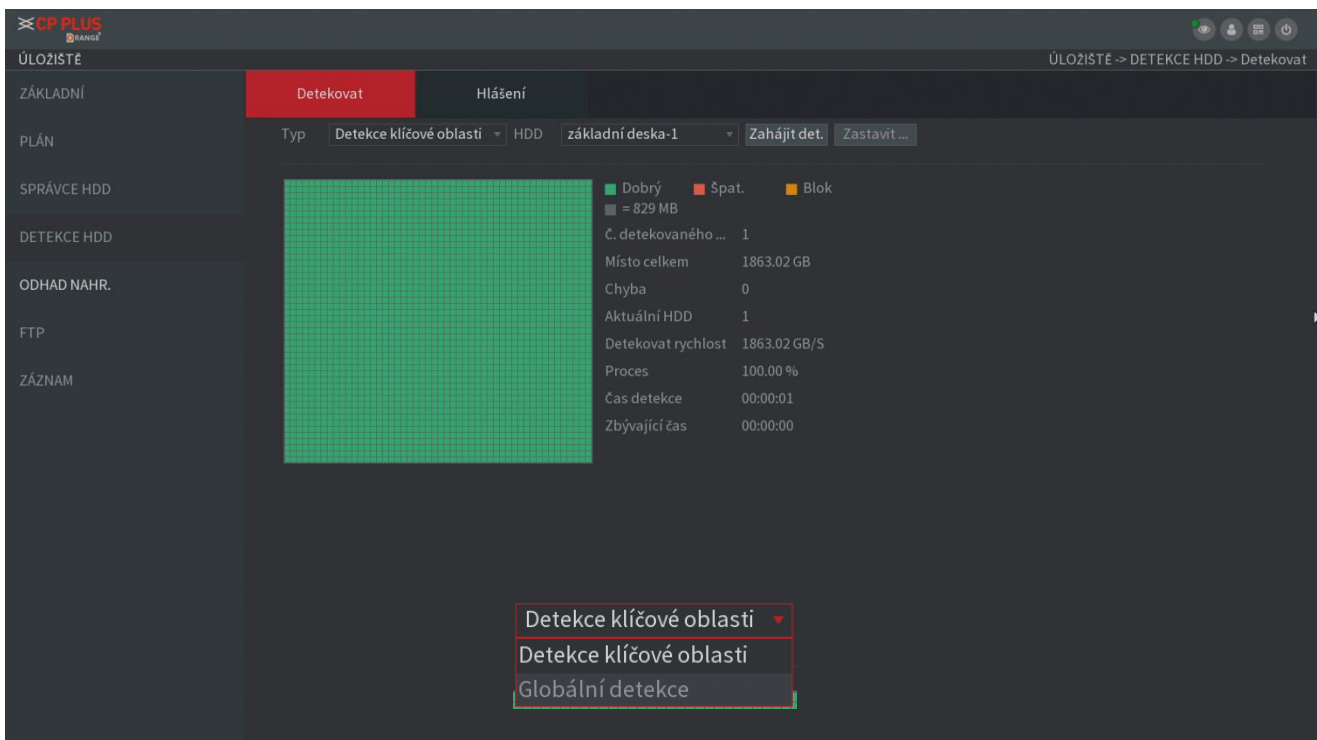 CP PLUS
ORANGE
ÚLOŽIŠTĚ
ÚLOŽIŠTĚ -> DETEKCE HDD -> Detekovat
ZÁKLADNÍ
PLÁN
SPRÁVCE HDD
DETEKCE HDD
ODHAD NAHR.
FTP
ZÁZNAM
Detekovat Hlášení
Typ Detekce klíčové oblasti HDD základní deska-1 Zahájit det. Zastavit ...
Dobrý Špat. Blok
= 829 MB
Č. detekovaného ... 1
Místo celkem 1863.02 GB
Chyba 0
Aktuální HDD 1
Detekovat rychlost 1863.02 GB/S
Proces 100.00 %
Čas detekce 00:00:01
Zbývající čas 00:00:00
Detekce klíčové oblasti
Detekce klíčové oblasti
Globální detekce